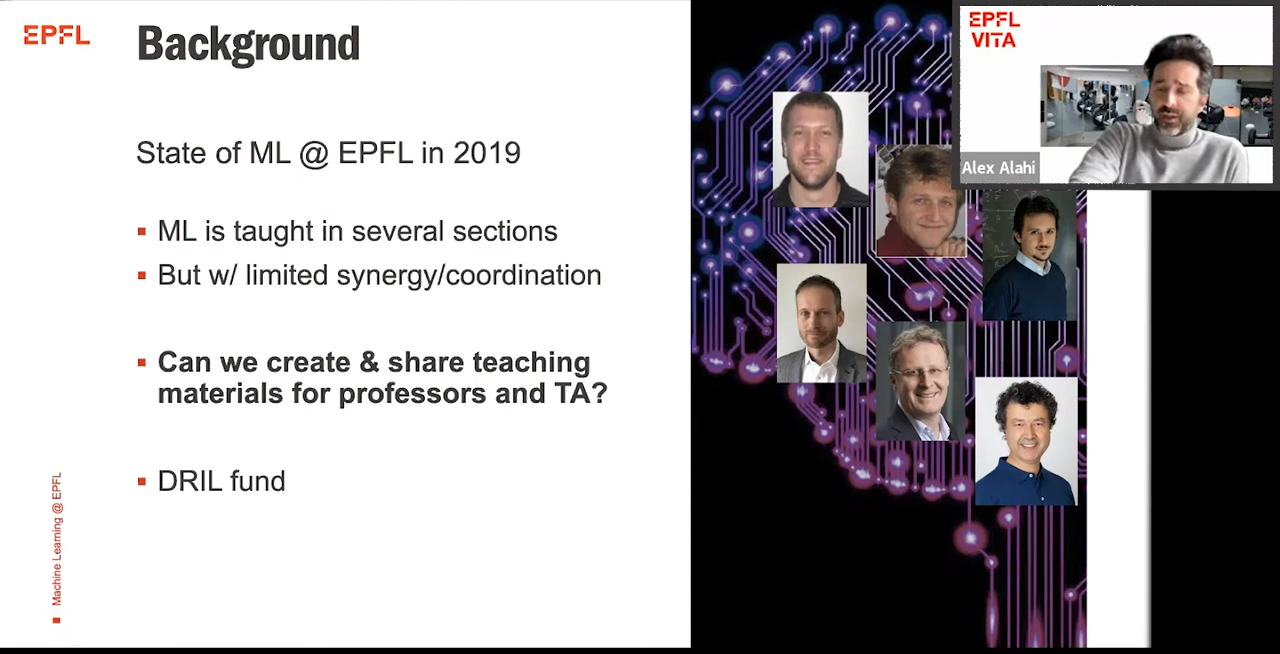 EPFL
Background
State of ML @ EPFL in 2019
▪ ML is taught in several sections
▪ But w/ limited synergy/coordination
▪ Can we create & share teaching
materials for professors and TA?
▪ DRIL fund
Machine Learning @ EPFL
EPFL
VITA
Alex Alahi